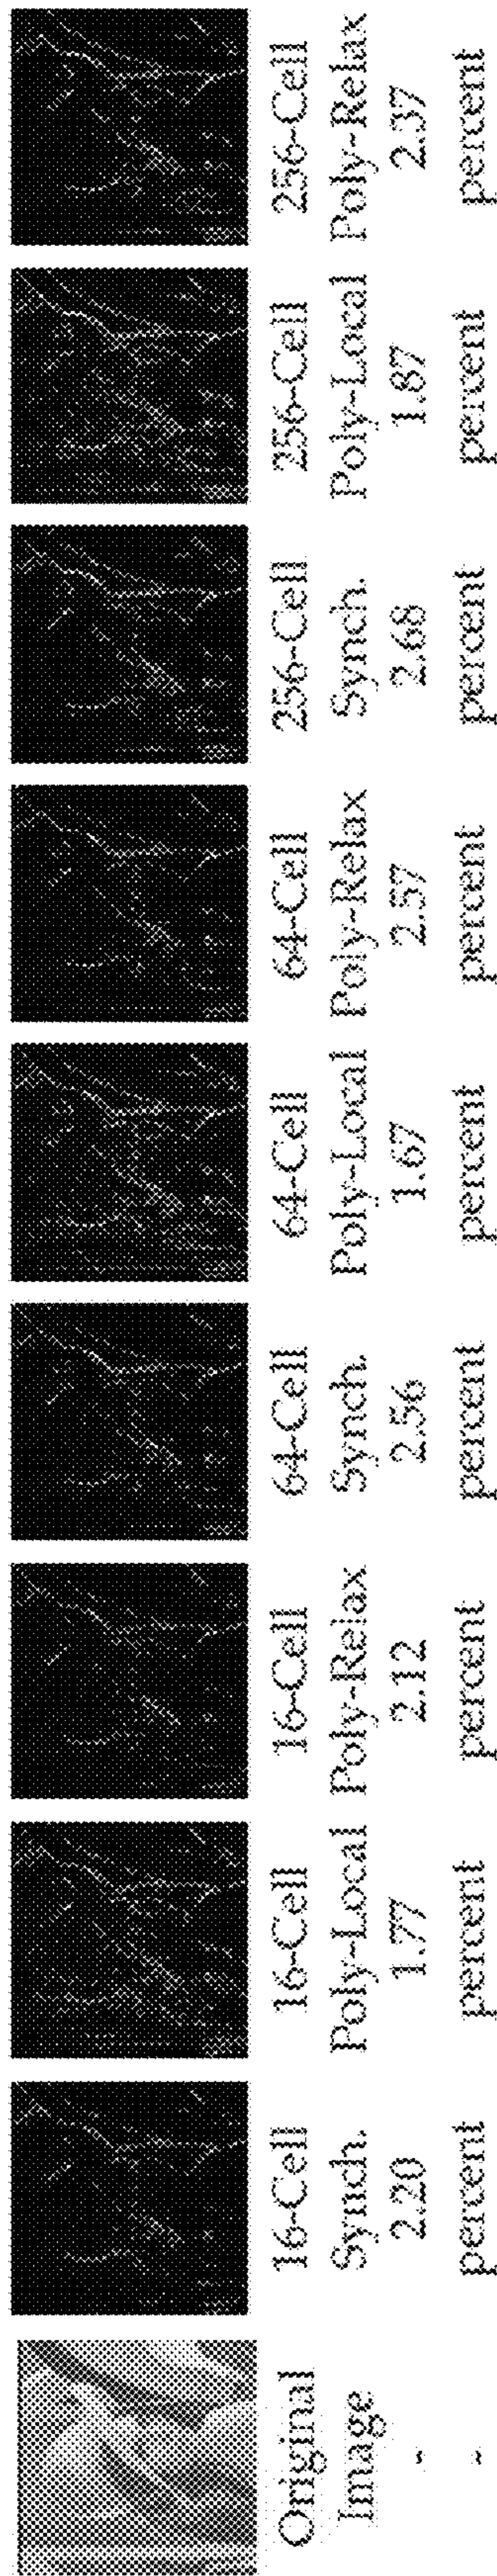 Original
Image
-
-
16-Cell
Synch.
2.20
percent
16-Cell
Poly-Local
1.77
percent
16-Cell
Poly-Relax
2.12
percent
64-Cell
Synch.
2.56
percent
64-Cell
Poly-Local
1.67
percent
64-Cell
Poly-Relax
2.57
percent
256-Cell
Synch.
2.68
percent
256-Cell
Poly-Local
1.87
percent
256-Cell
Poly-Relax
2.37
percent